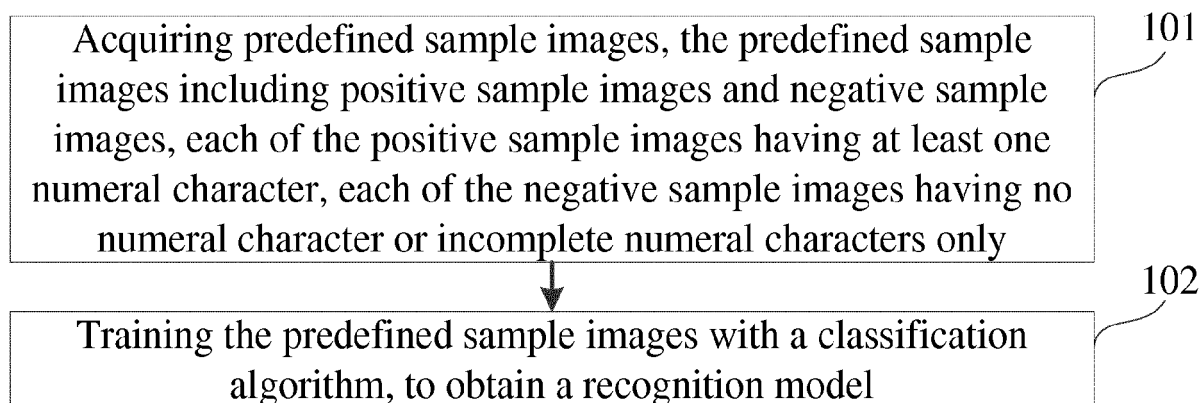 101
Acquiring predefined sample images, the predefined sample
images including positive sample images and negative sample
images, each of the positive sample images having at least one
numeral character, each of the negative sample images having no
numeral character or incomplete numeral characters only
102
Training the predefined sample images with a classification
algorithm, to obtain a recognition model